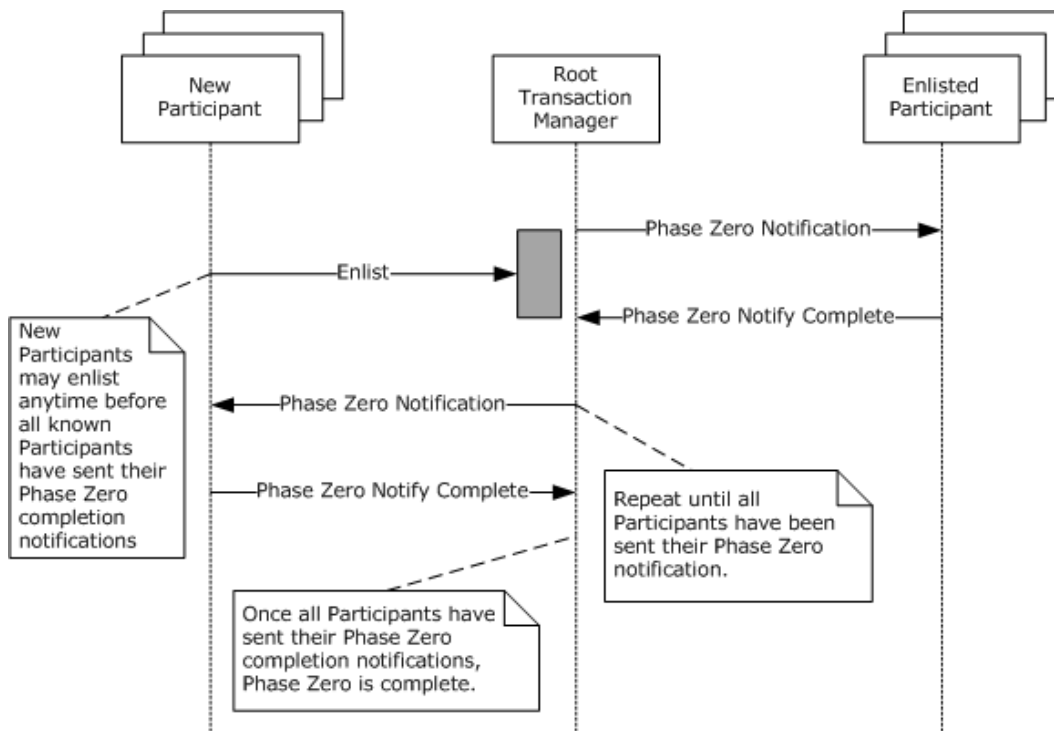 New
Participant
Root
Transaction
Manager
Enlisted
Participant
Phase Zero Notification
Enlist
Phase Zero Notify Complete
New
Participants
may enlist
anytime before
all known
Participants
have sent their
Phase Zero
completion
notifications
Phase Zero Notification
Phase Zero Notify Complete
Repeat until all
Participants have been
sent their Phase Zero
notification.
Once all Participants have
sent their Phase Zero
completion notifications,
Phase Zero is complete.